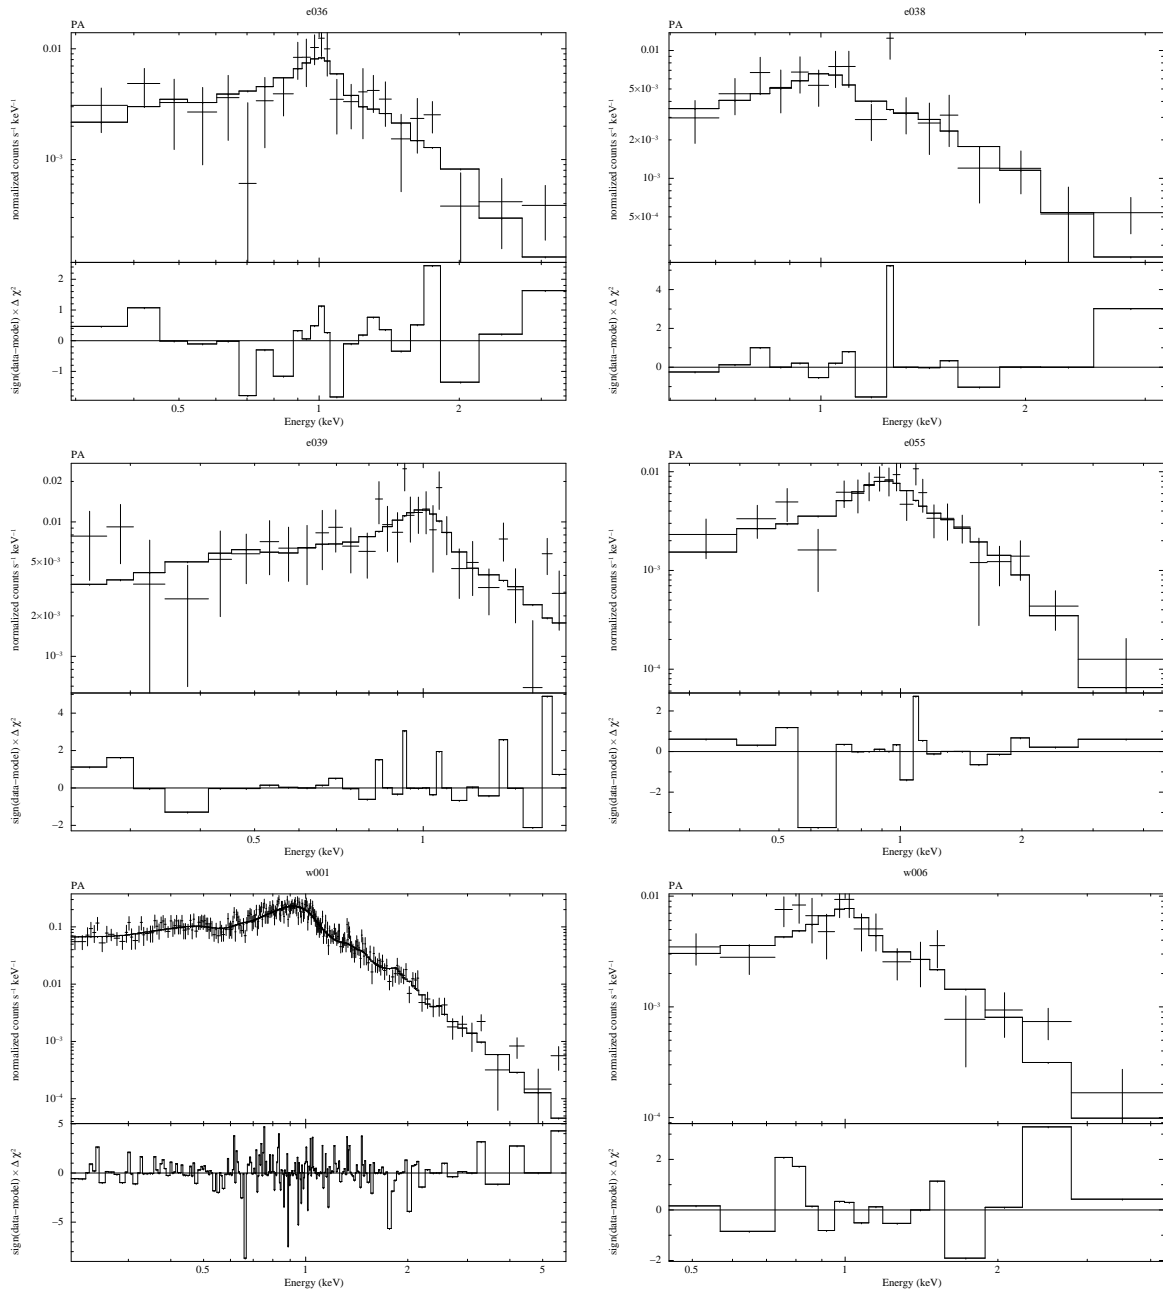 e036
PA
normalized counts s⁻¹ keV⁻¹
0.01
10⁻³
sign(data−model) × Δ χ²
2
1
0
−1
0.5 1 2
Energy (keV)
e038
PA
normalized counts s⁻¹ keV⁻¹
0.01
5×10⁻³
2×10⁻³
10⁻³
5×10⁻⁴
sign(data−model) × Δ χ²
4
2
0
1 2
Energy (keV)
e039
PA
normalized counts s⁻¹ keV⁻¹
0.02
0.01
5×10⁻³
2×10⁻³
10⁻³
sign(data−model) × Δ χ²
4
2
0
−2
0.5 1
Energy (keV)
e055
PA
normalized counts s⁻¹ keV⁻¹
0.01
10⁻³
10⁻⁴
sign(data−model) × Δ χ²
2
0
−2
0.5 1 2
Energy (keV)
w001
PA
normalized counts s⁻¹ keV⁻¹
0.1
0.01
10⁻³
10⁻⁴
sign(data−model) × Δ χ²
5
0
−5
0.5 1 2 5
Energy (keV)
w006
PA
normalized counts s⁻¹ keV⁻¹
0.01
10⁻³
10⁻⁴
sign(data−model) × Δ χ²
2
0
−2
0.5 1 2
Energy (keV)